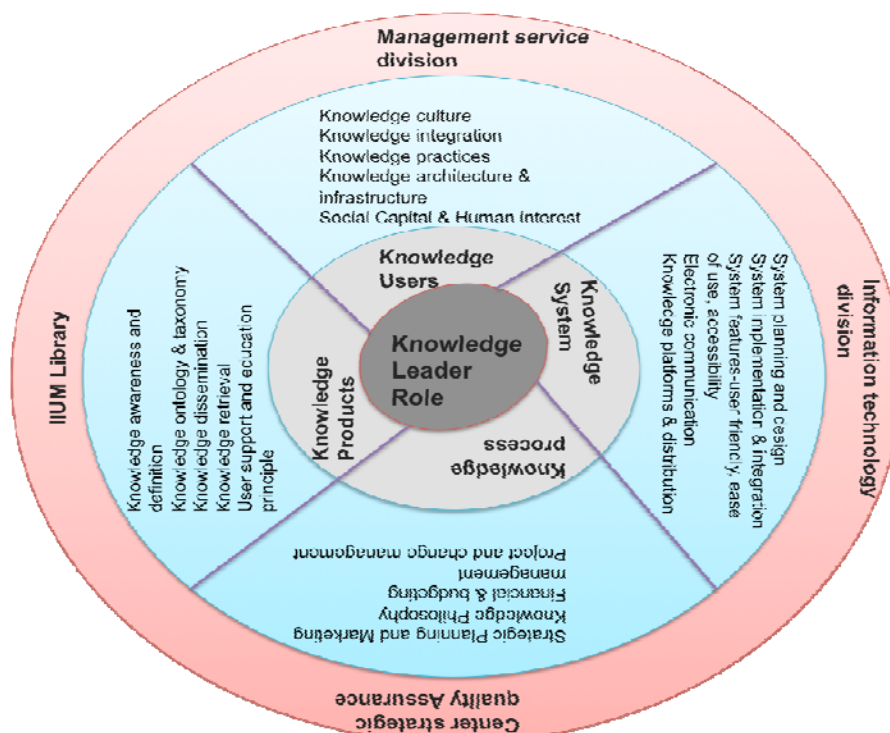 Management service
division
Knowledge culture
Knowledge integration
Knowledge practices
Knowledge architecture &
infrastructure
Social Capital & Human Interest
Knowledge
Users
Knowledge
System
Knowledge
Leader
Role
Knowledge
Products
Knowledge
process
IIUM Library
Knowledge awareness and
definition
Knowledge ontology & taxonomy
Knowledge dissemination
Knowledge retrieval
User support and education
principle
Information technology
division
System planning and design
System implementation & integration
System features-user friendly, ease
of use, accessibility
Electronic communication
Knowledge platforms & distribution
Strategic Planning and Marketing
Knowledge Philosophy
Financial & budgeting
management
Project and change management
Center strategic
quality Assurance